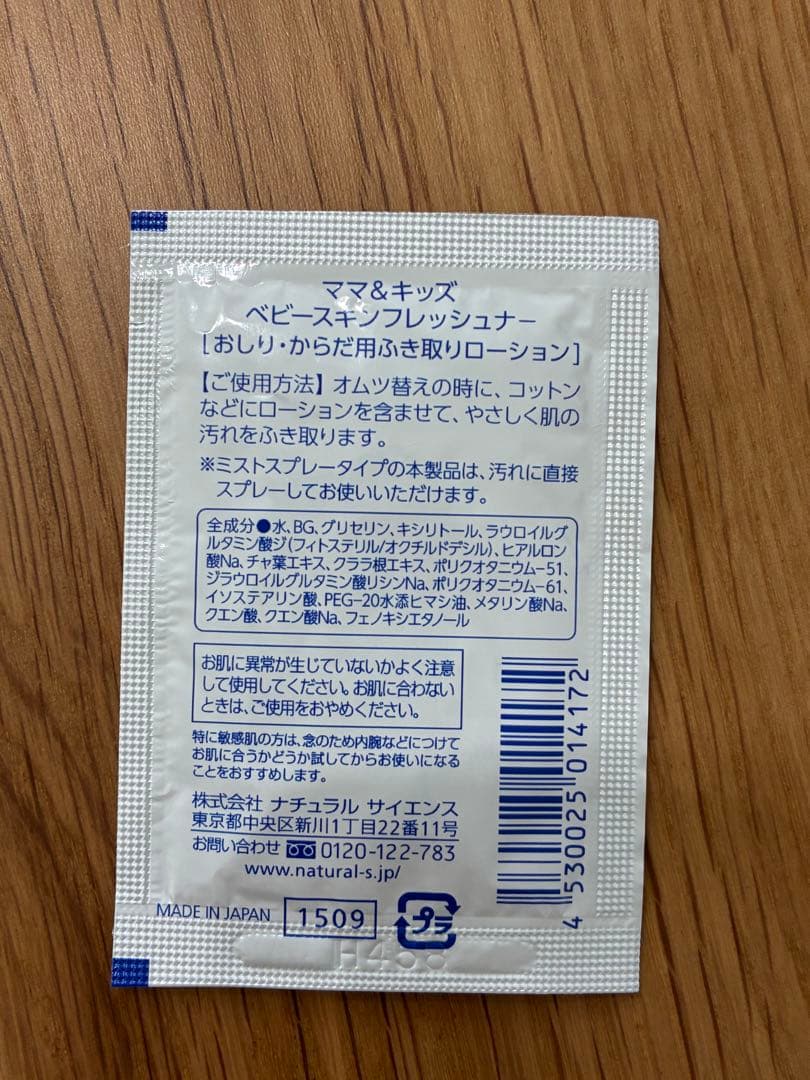 ママ&キッズ
ベビースキンフレッシュナー
[おしり・からだ用ふき取りローション]
【ご使用方法】オムツ替えの時に、コットン
などにローションを含ませて、やさしく肌の
汚れをふき取ります。
※ミストスプレータイプの本製品は、汚れに直接
スプレーしてお使いいただけます。
全成分●水、BG、グリセリン、キシリトール、ラウロイルグ
ルタミン酸ジ(フィトステリル/オクチルドデシル)、ヒアルロン
酸Na、チャ葉エキス、クララ根エキス、ポリクオタニウム-51、
ジラウロイルグルタミン酸リシンNa、ポリクオタニウム-61、
イソステアリン酸、PEG-20水添ヒマシ油、メタリン酸Na、
クエン酸、クエン酸Na、フェノキシエタノール
お肌に異常が生じていないかよく注意
して使用してください。お肌に合わない
ときは、ご使用をおやめください。
特に敏感肌の方は、念のため内腕などにつけて
お肌に合うかどうか試してからお使いになる
ことをおすすめします。
株式会社 ナチュラル サイエンス
東京都中央区新川1丁目22番11号
お問い合わせ 0120-122-783
www.natural-s.jp/
MADE IN JAPAN 1509 プラ
4 530025 014172